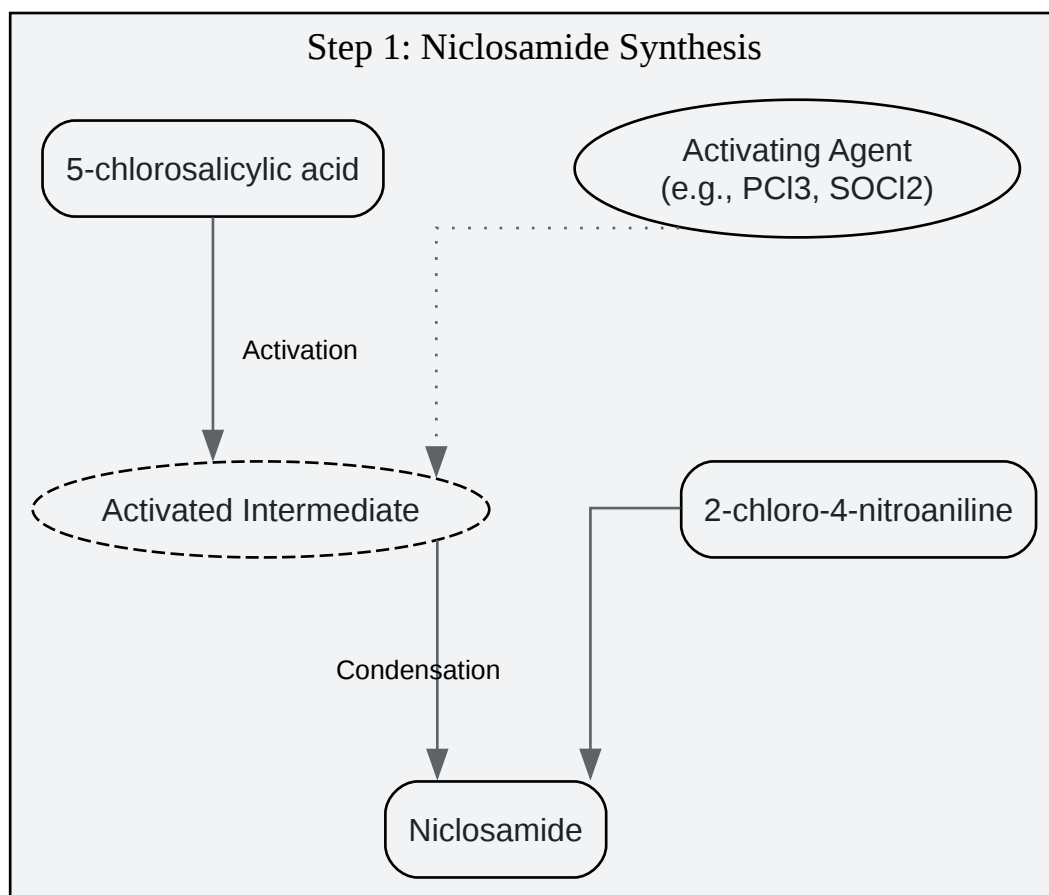 Step 1: Niclosamide Synthesis
5-chlorosalicylic acid
Activating Agent
(e.g., PCl3, SOCl2)
Activation
Activated Intermediate
2-chloro-4-nitroaniline
Condensation
Niclosamide